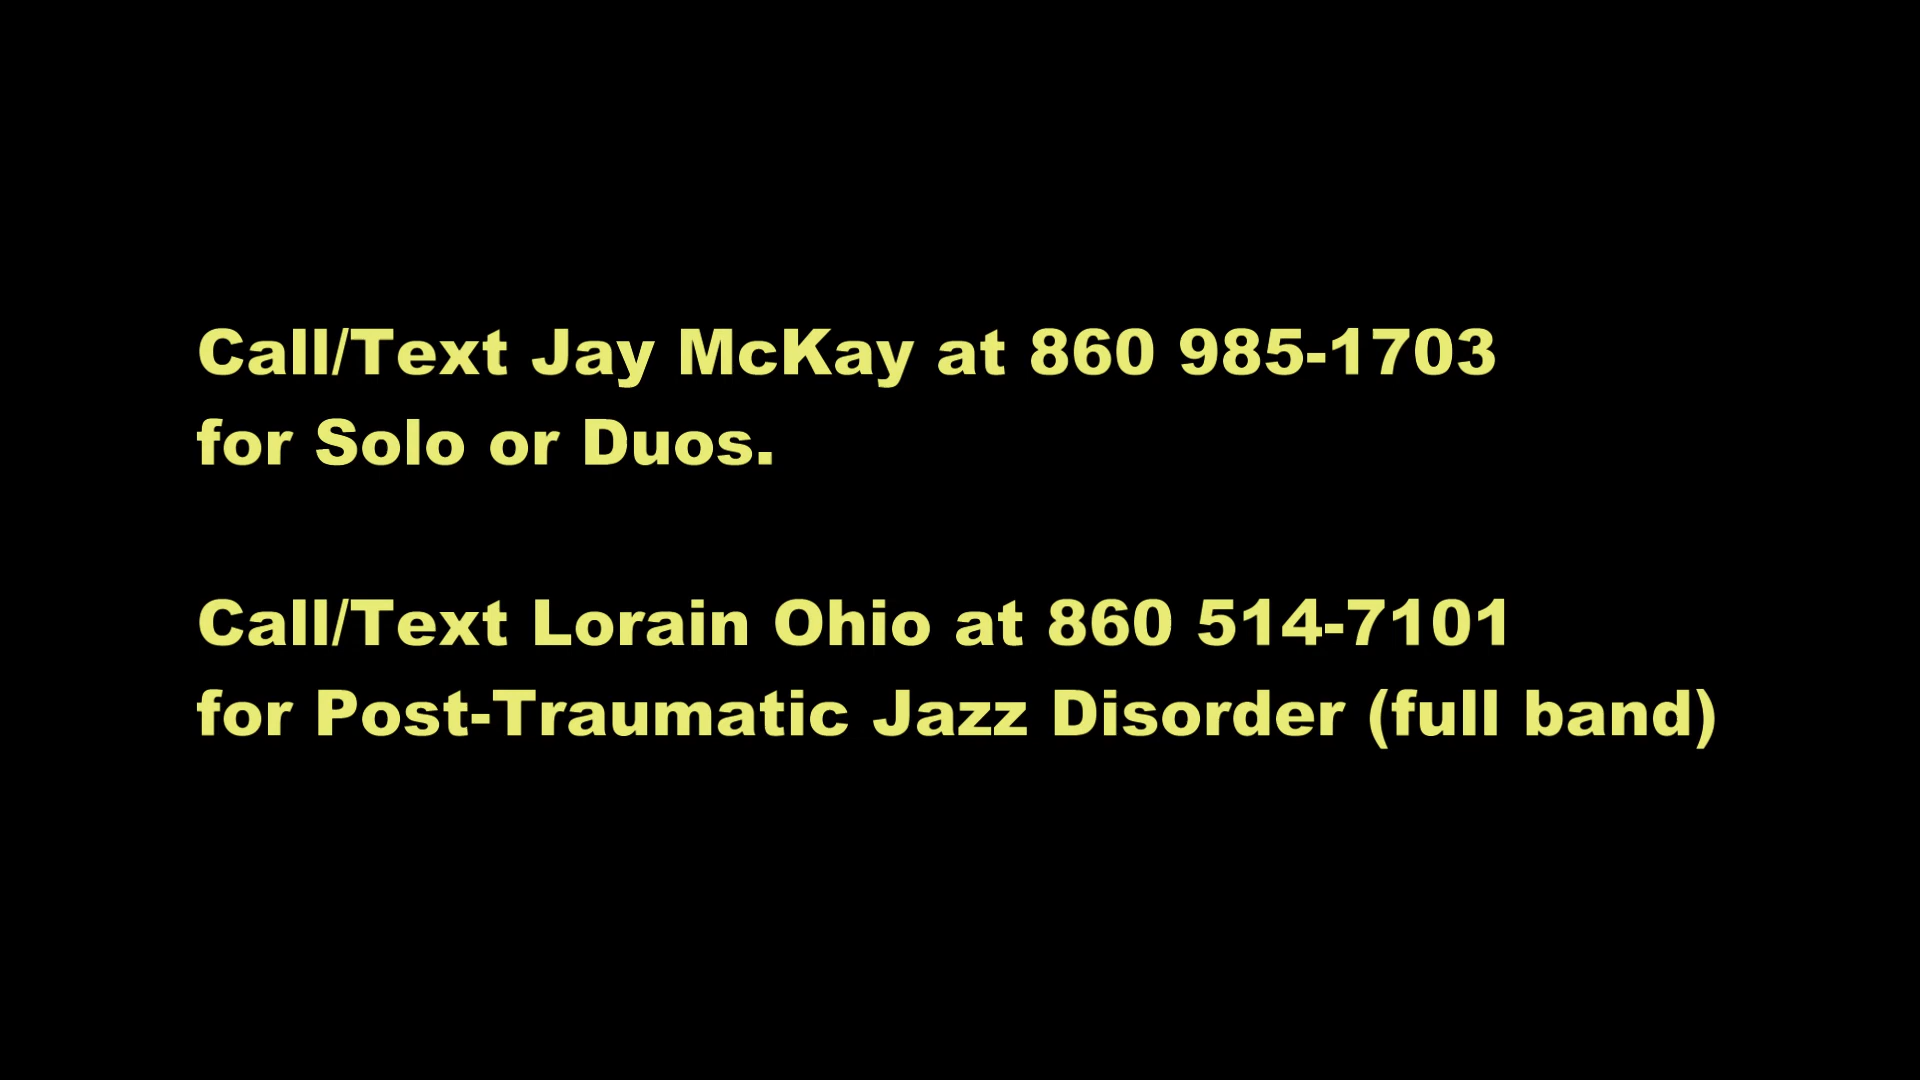 Call/Text Jay McKay at 860 985-1703
for Solo or Duos.
Call/Text Lorain Ohio at 860 514-7101
for Post-Traumatic Jazz Disorder (full band)